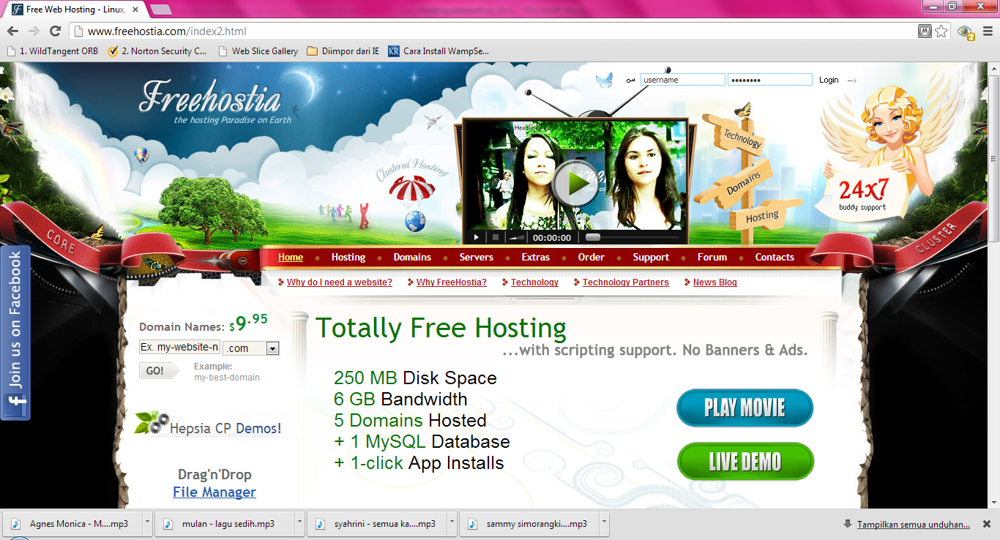 Free Web Hosting - Linux,
www.freehostia.com/index2.html
1. WildTangent ORB
2. Norton Security C...
Web Slice Gallery
Diimpor dari IE
KR
Cara Install WampSe...
username
Login
Freehostia
the hosting Paradise on Earth
Clustered Hosting
Headlin
00:00:00
Technology
Domains
Hosting
24x7
buddy support
CORE
CLUSTER
Home Hosting Domains Servers Extras Order Support Forum Contacts
Why do I need a website? Why FreeHostia? Technology Technology Partners News Blog
Join us on Facebook
Domain Names: $9.95
Ex. my-website-n .com
GO!
Example:
my-best-domain
Hepsia CP Demos!
Drag'n'Drop
File Manager
Totally Free Hosting
...with scripting support. No Banners & Ads.
250 MB Disk Space
6 GB Bandwidth
5 Domains Hosted
+ 1 MySQL Database
+ 1-click App Installs
PLAY MOVIE
LIVE DEMO
Agnes Monica - M....mp3
mulan - lagu sedih.mp3
syahrini - semua ka....mp3
sammy simorangki....mp3
Tampilkan semua unduhan...